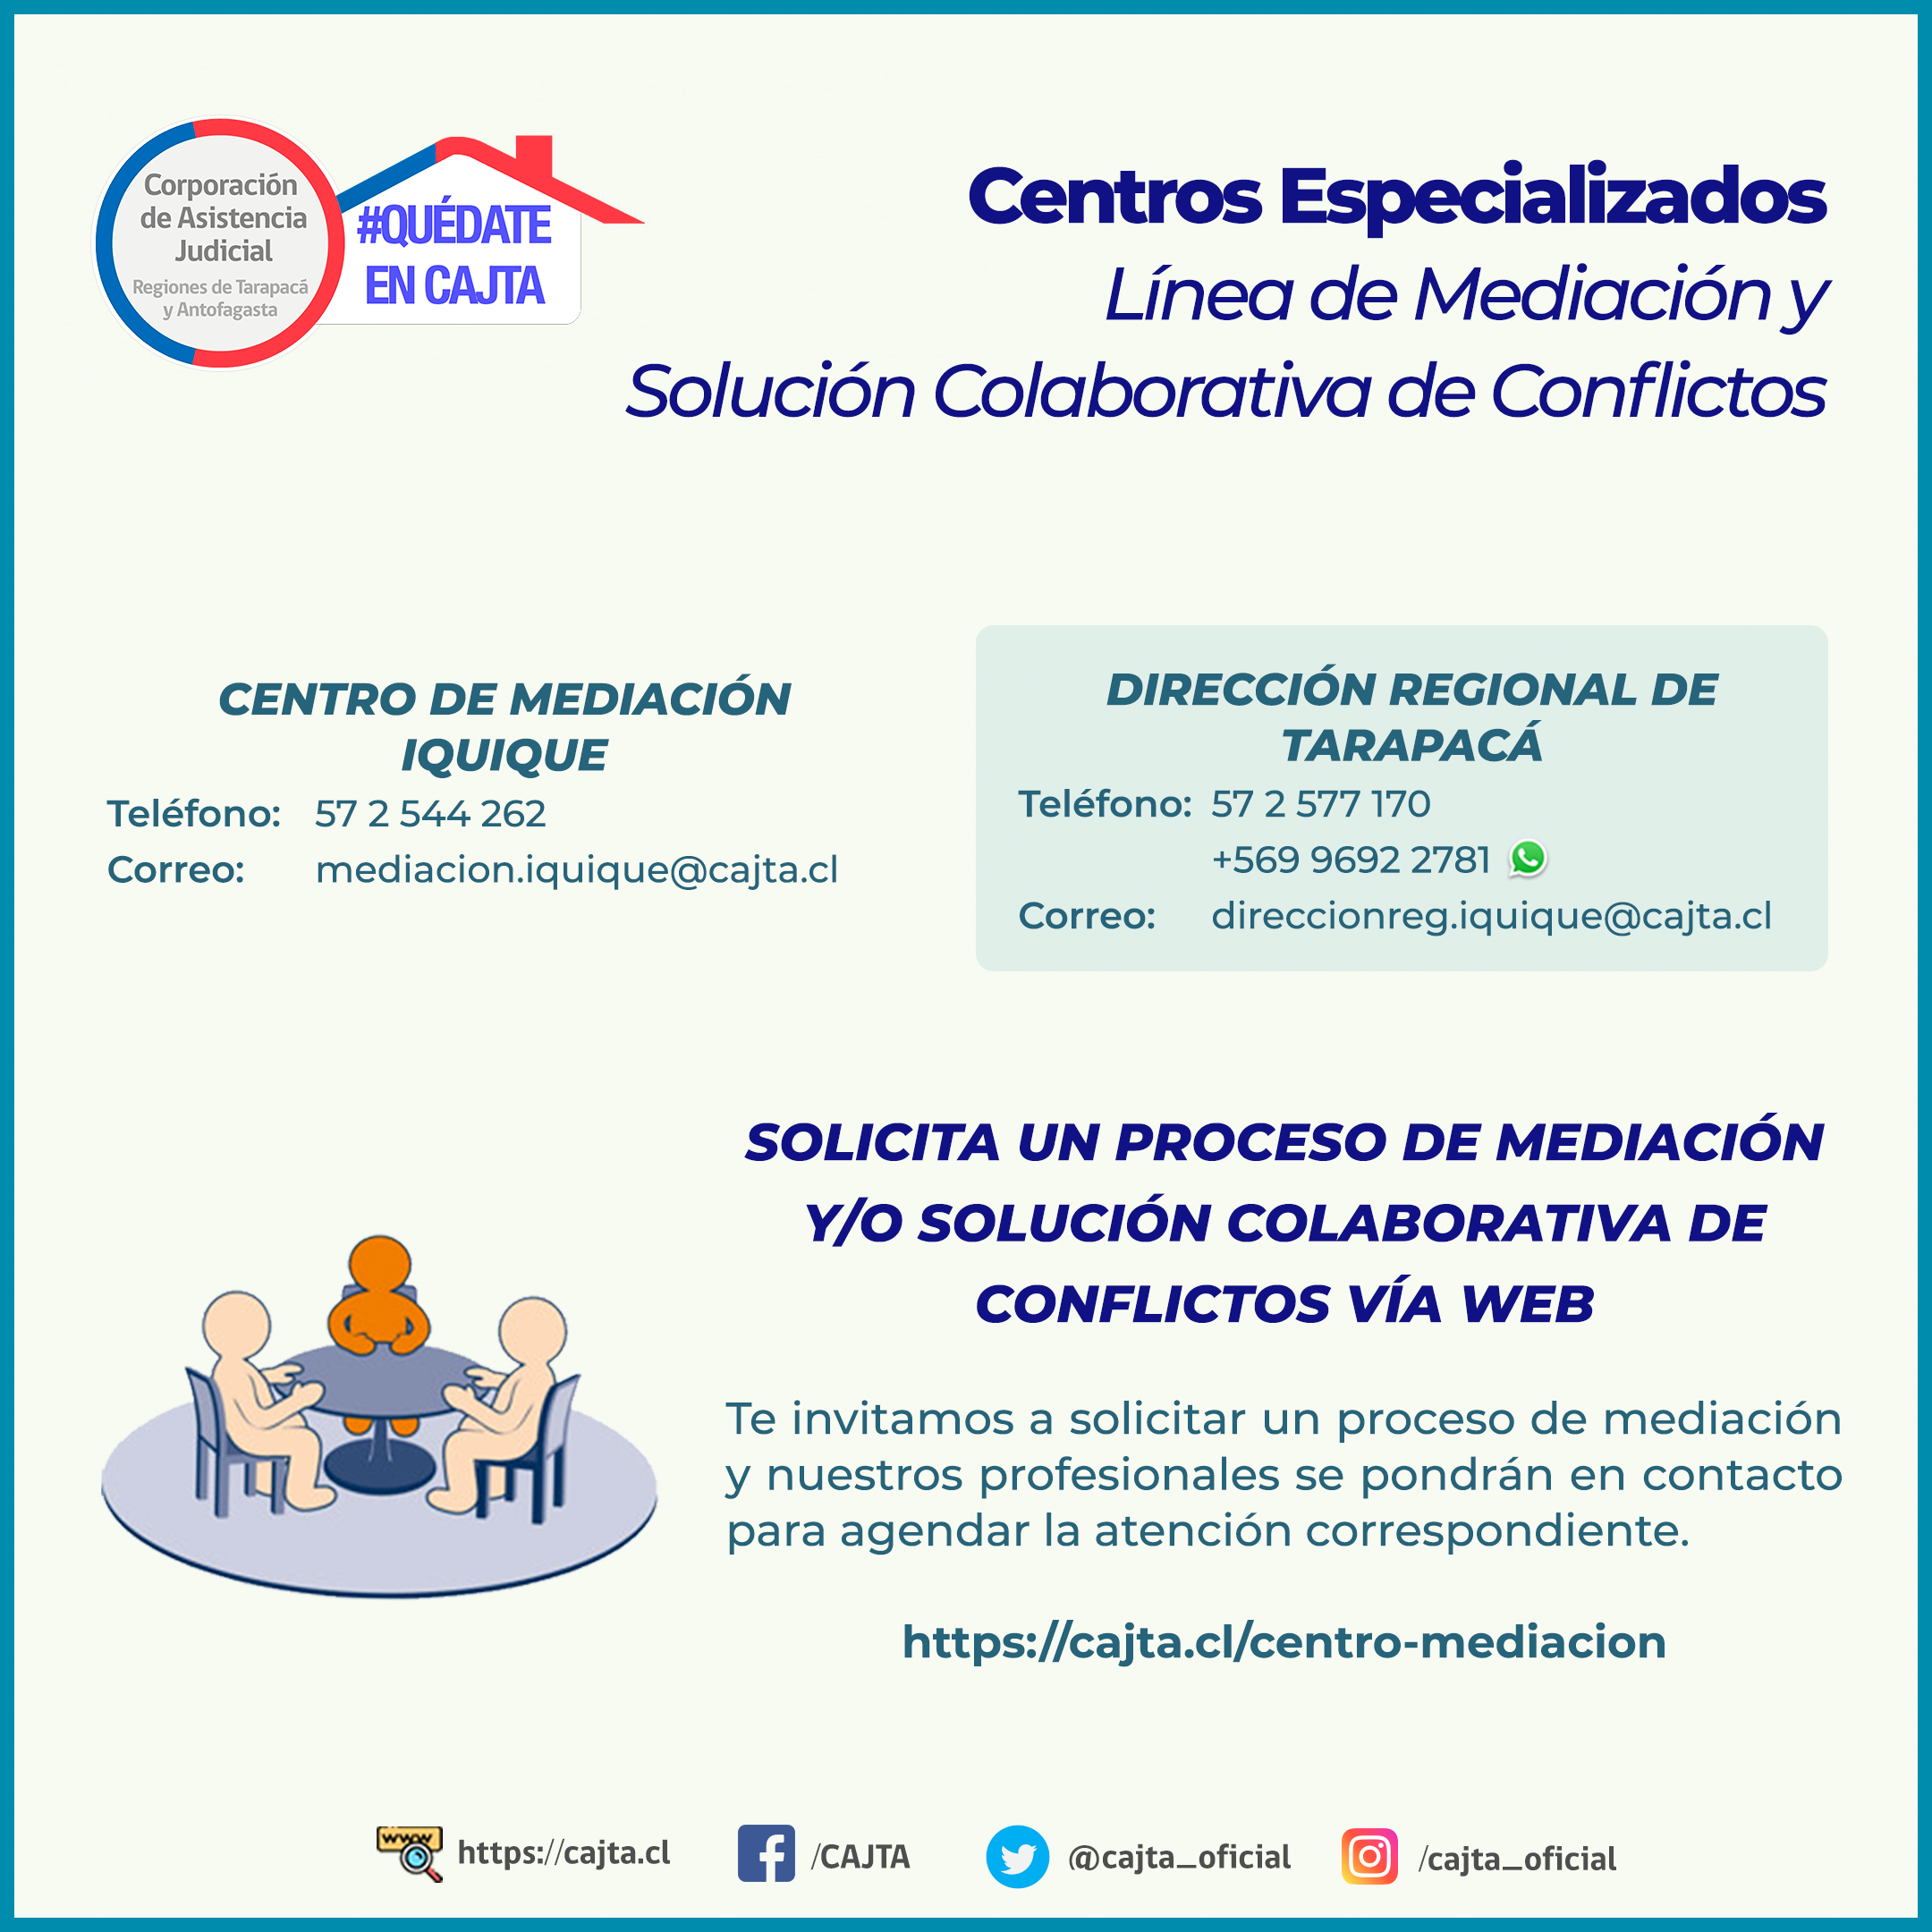 Corporación
de Asistencia
Judicial
Regiones de Tarapacá
y Antofagasta
#QUÉDATE
EN CAJTA
Centros Especializados
Línea de Mediación y
Solución Colaborativa de Conflictos
CENTRO DE MEDIACIÓN
IQUIQUE
Teléfono: 57 2 544 262
Correo: mediacion.iquique@cajta.cl
DIRECCIÓN REGIONAL DE
TARAPACÁ
Teléfono: 57 2 577 170
+569 9692 2781
Correo: direccionreg.iquique@cajta.cl
SOLICITA UN PROCESO DE MEDIACIÓN
Y/O SOLUCIÓN COLABORATIVA DE
CONFLICTOS VÍA WEB
Te invitamos a solicitar un proceso de mediación
y nuestros profesionales se pondrán en contacto
para agendar la atención correspondiente.
https://cajta.cl/centro-mediacion
www https://cajta.cl /CAJTA @cajta_oficial /cajta_oficial